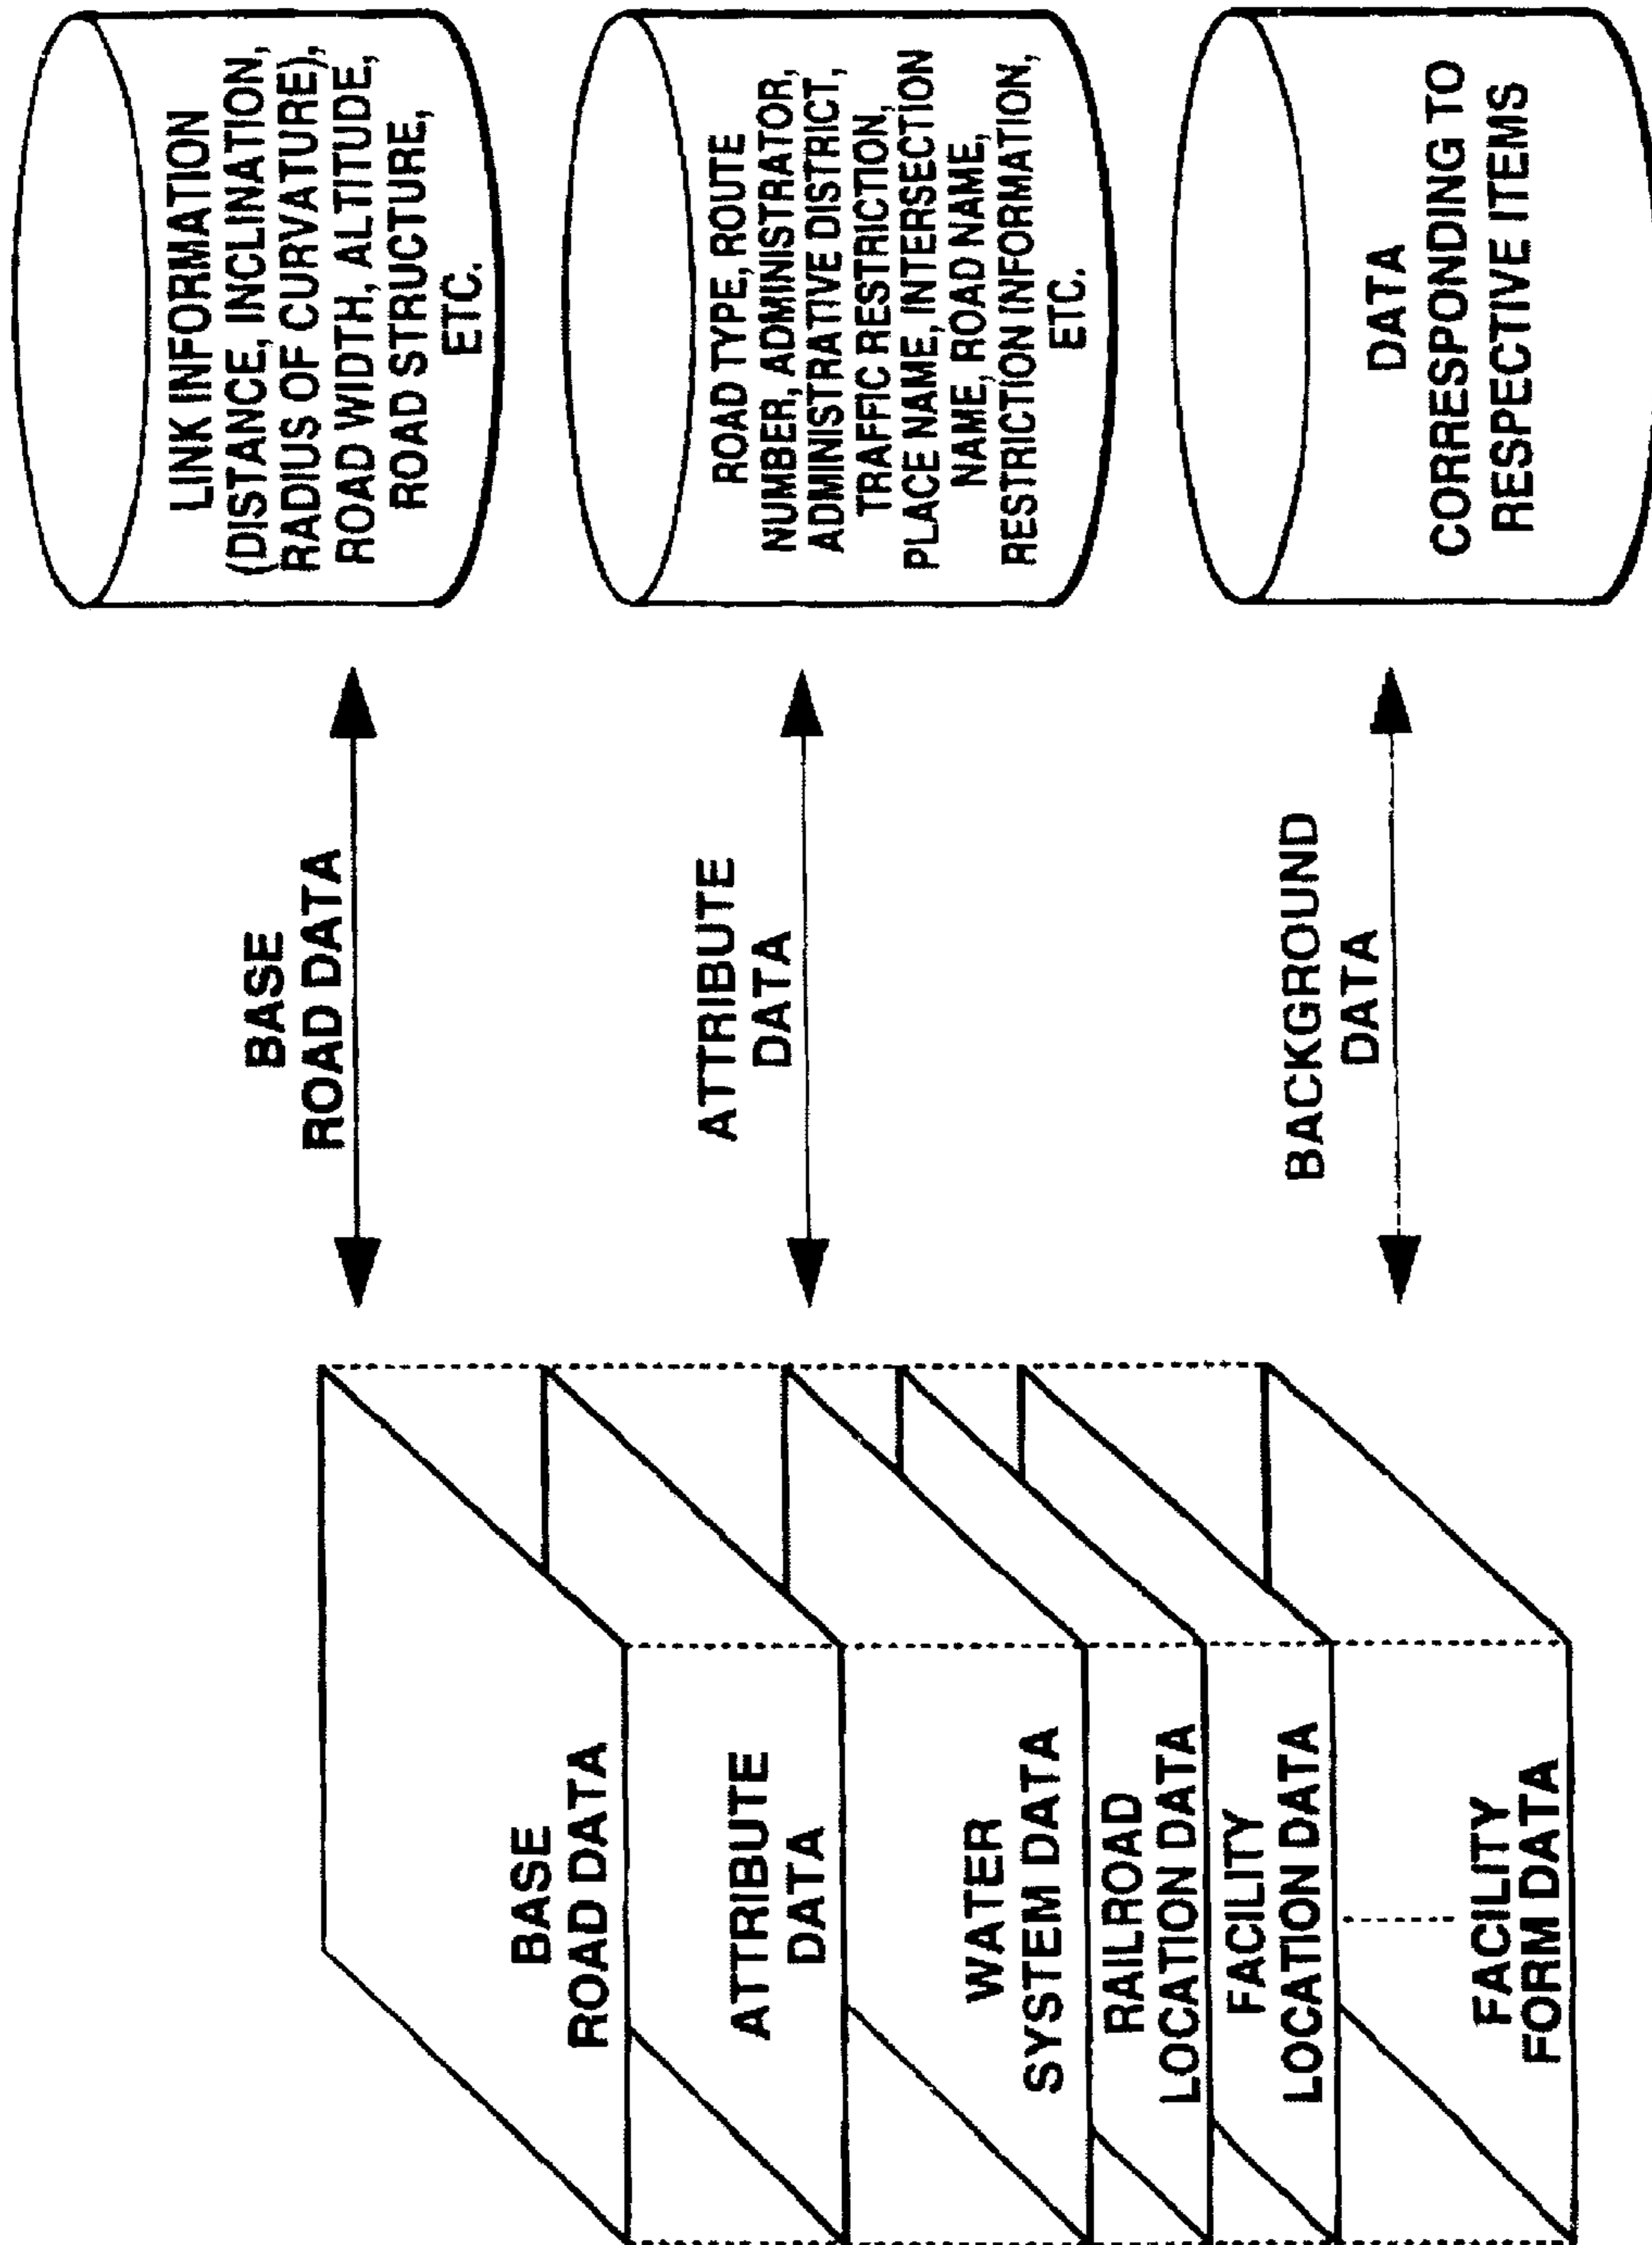 BASE
ROAD DATA
ATTRIBUTE
DATA
WATER
SYSTEM DATA
RAILROAD
LOCATION DATA
FACILITY
LOCATION DATA
FACILITY
FORM DATA
BASE
ROAD DATA
ATTRIBUTE
DATA
BACKGROUND
DATA
LINK INFORMATION
(DISTANCE, INCLINATION,
RADIUS OF CURVATURE),
ROAD WIDTH, ALTITUDE,
ROAD STRUCTURE,
ETC.
ROAD TYPE, ROUTE
NUMBER, ADMINISTRATOR,
ADMINISTRATIVE DISTRICT,
TRAFFIC RESTRICTION,
PLACE NAME, INTERSECTION
NAME, ROAD NAME,
RESTRICTION INFORMATION,
ETC.
DATA
CORRESPONDING TO
RESPECTIVE ITEMS